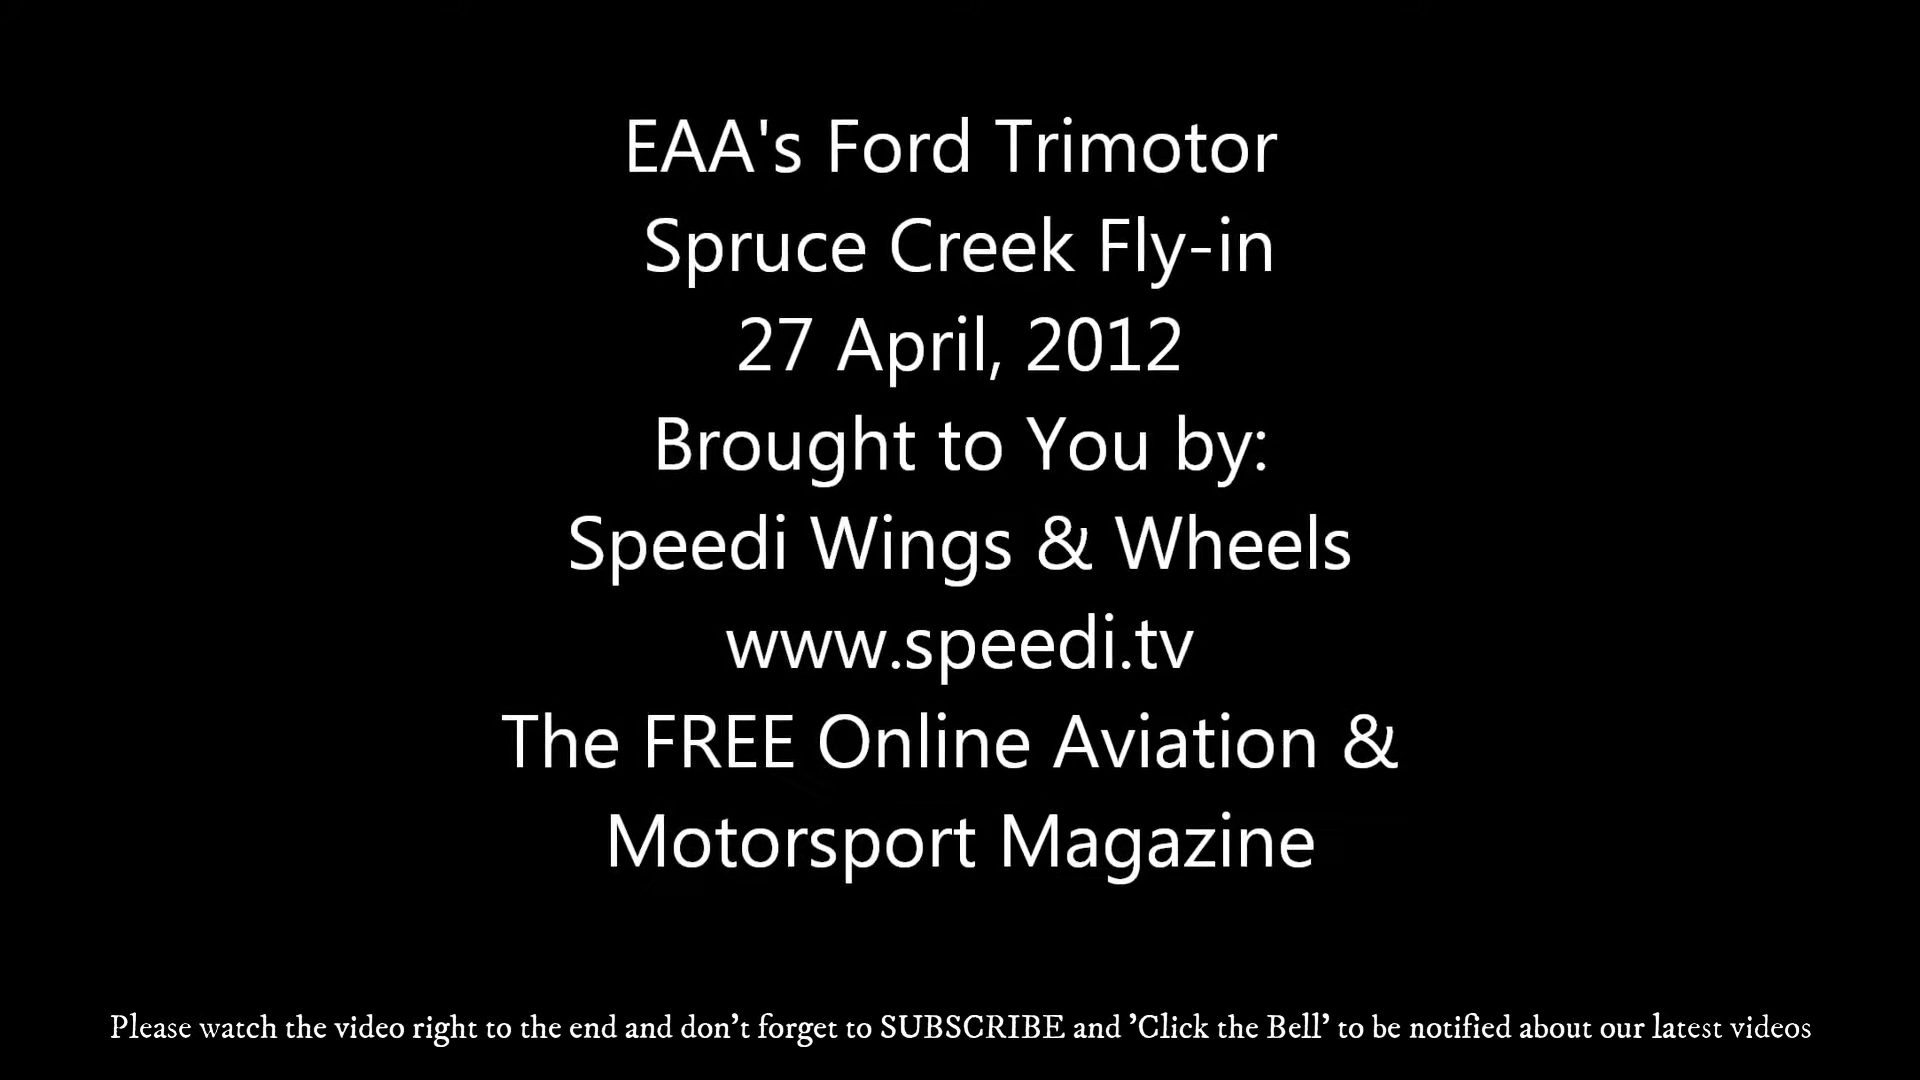 EAA's Ford Trimotor
Spruce Creek Fly-in
27 April, 2012
Brought to You by:
Speedi Wings & Wheels
www.speedi.tv
The FREE Online Aviation &
Motorsport Magazine
Please watch the video right to the end and don't forget to SUBSCRIBE and 'Click the Bell' to be notified about our latest videos